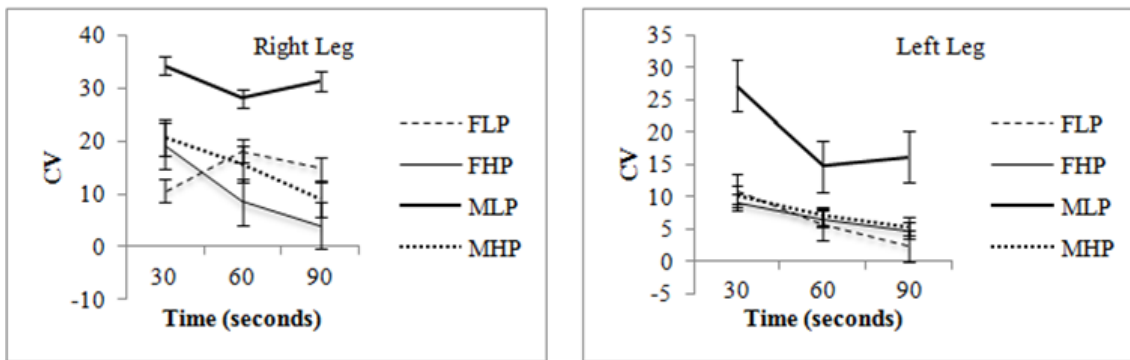 Right Leg
40
30
20
10
0
-10
CV
30 60 90
Time (seconds)
FLP
FHP
MLP
MHP
Left Leg
35
30
25
20
15
10
5
0
-5
CV
30 60 90
Time (seconds)
FLP
FHP
MLP
MHP